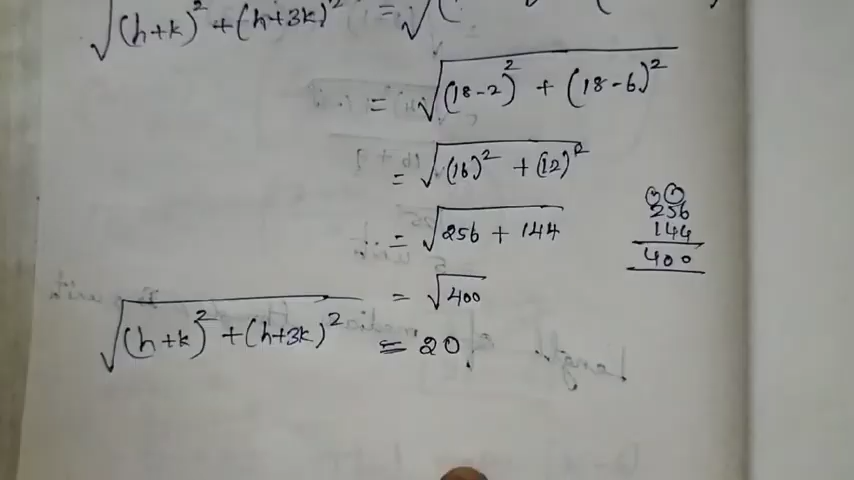 √(h+k)² + (h+3k)² = √(
= √(18-2)² + (18-6)²
= √(16)² + (12)²
= √256 + 144
256
144
400
= √400
√(h+k)² + (h+3k)² = 20.